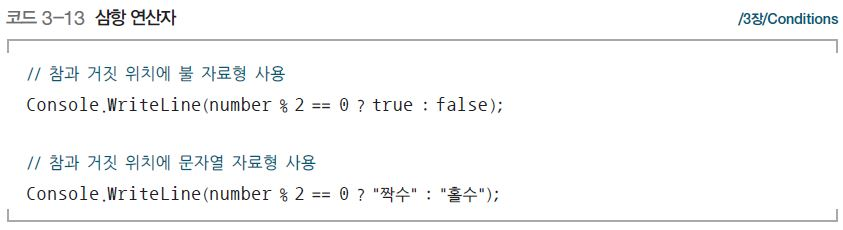 코드 3-13 삼항 연산자 /3장/Conditions
// 참과 거짓 위치에 불 자료형 사용
Console.WriteLine(number % 2 == 0 ? true : false);
// 참과 거짓 위치에 문자열 자료형 사용
Console.WriteLine(number % 2 == 0 ? "짝수" : "홀수");